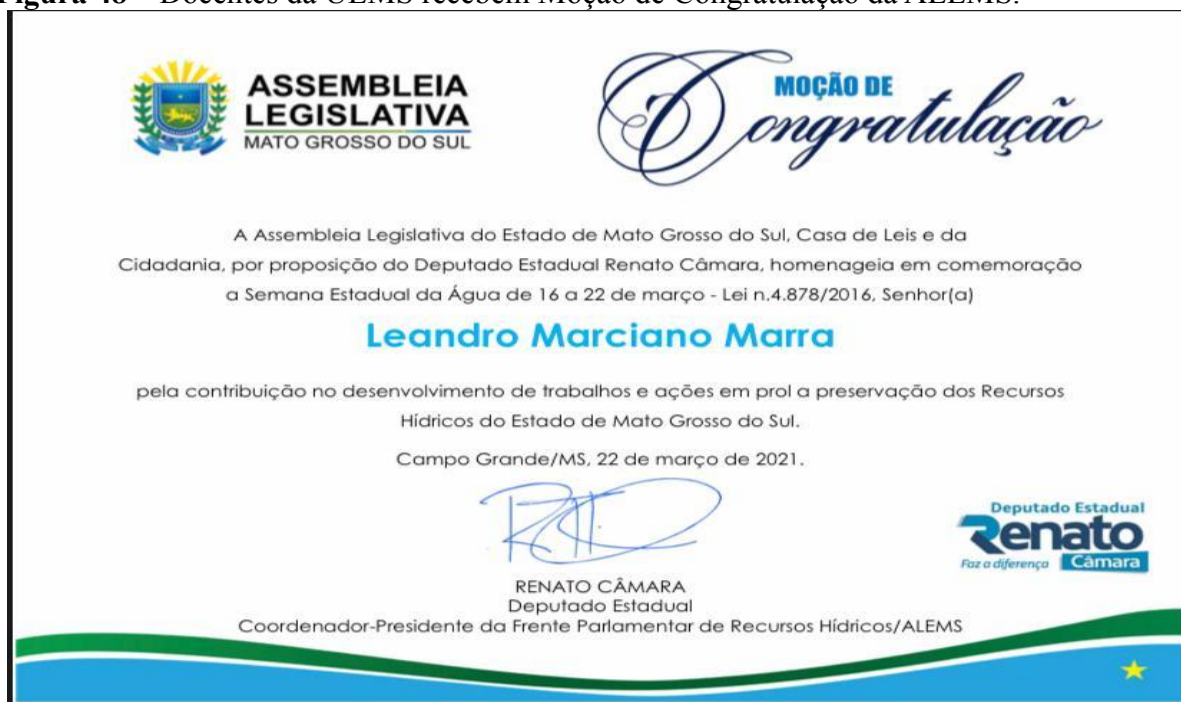 Figura 48 – Docentes da UEMS recebem Moção de Congratulação da ALEMS.
ASSEMBLEIA
LEGISLATIVA
MATO GROSSO DO SUL
MOÇÃO DE
Congratulação
A Assembleia Legislativa do Estado de Mato Grosso do Sul, Casa de Leis e da
Cidadania, por proposição do Deputado Estadual Renato Câmara, homenageia em comemoração
a Semana Estadual da Água de 16 a 22 de março - Lei n.4.878/2016, Senhor(a)
Leandro Marciano Marra
pela contribuição no desenvolvimento de trabalhos e ações em prol a preservação dos Recursos
Hídricos do Estado de Mato Grosso do Sul.
Campo Grande/MS, 22 de março de 2021.
RENATO CÂMARA
Deputado Estadual
Coordenador-Presidente da Frente Parlamentar de Recursos Hídricos/ALEMS
Deputado Estadual
Renato
Faz a diferença Câmara